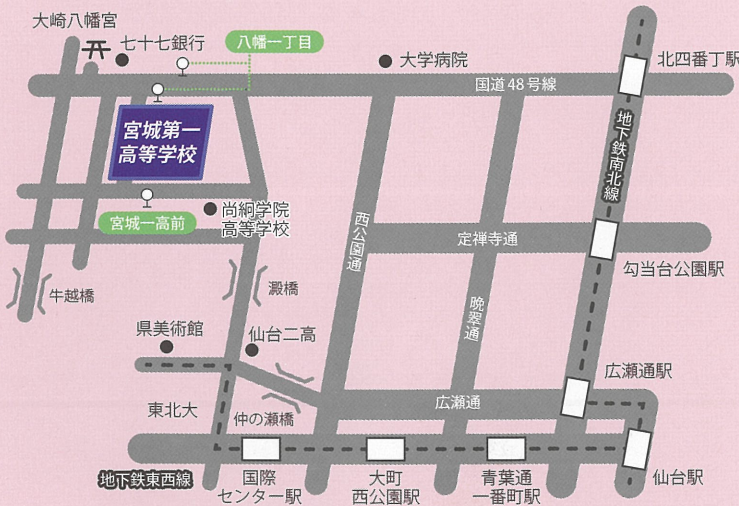 大崎八幡宮
七十七銀行
八幡一丁目
大学病院
北四番丁駅
国道48号線
宮城第一
高等学校
地下鉄南北線
宮城一高前
尚絅学院
高等学校
西公園通
定禅寺通
勾当台公園駅
牛越橋
澱橋
晩翠通
県美術館
仙台二高
広瀬通駅
東北大
仲の瀬橋
広瀬通
地下鉄東西線
国際
センター駅
大町
西公園駅
青葉通
一番町駅
仙台駅